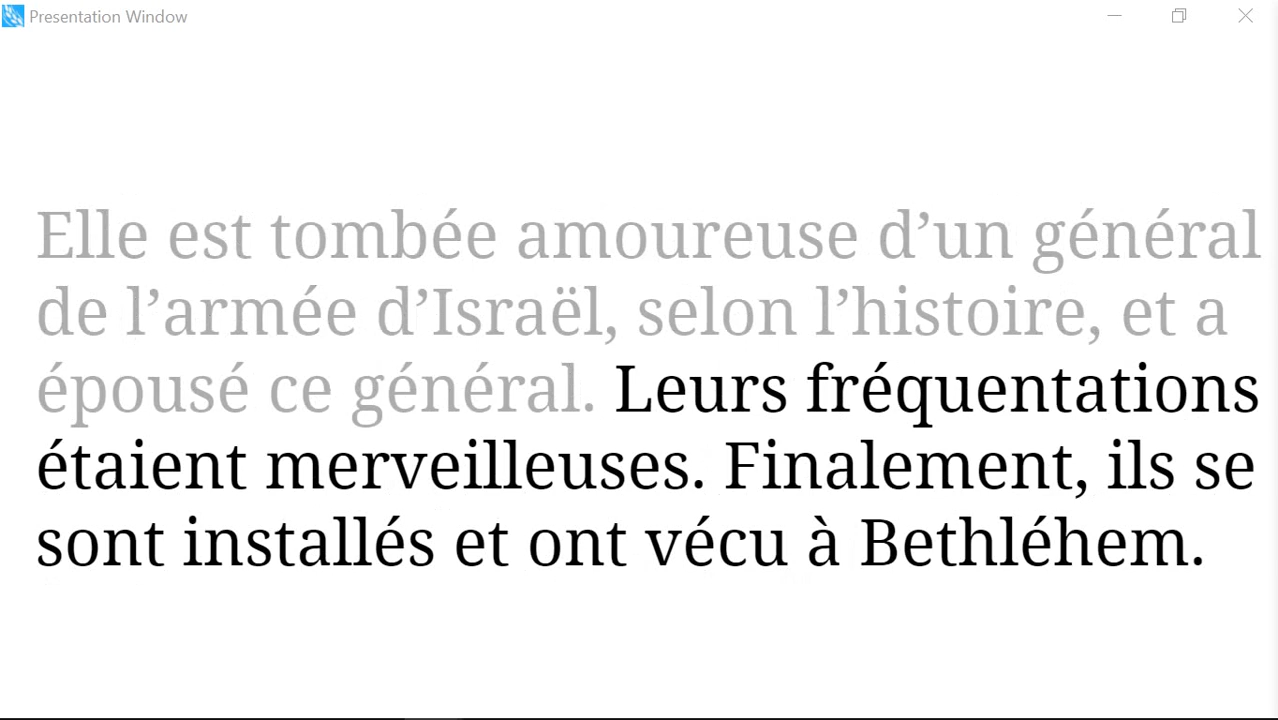 Presentation Window
Elle est tombée amoureuse d’un général
de l’armée d’Israël, selon l’histoire, et a
épousé ce général. Leurs fréquentations
étaient merveilleuses. Finalement, ils se
sont installés et ont vécu à Bethléhem.